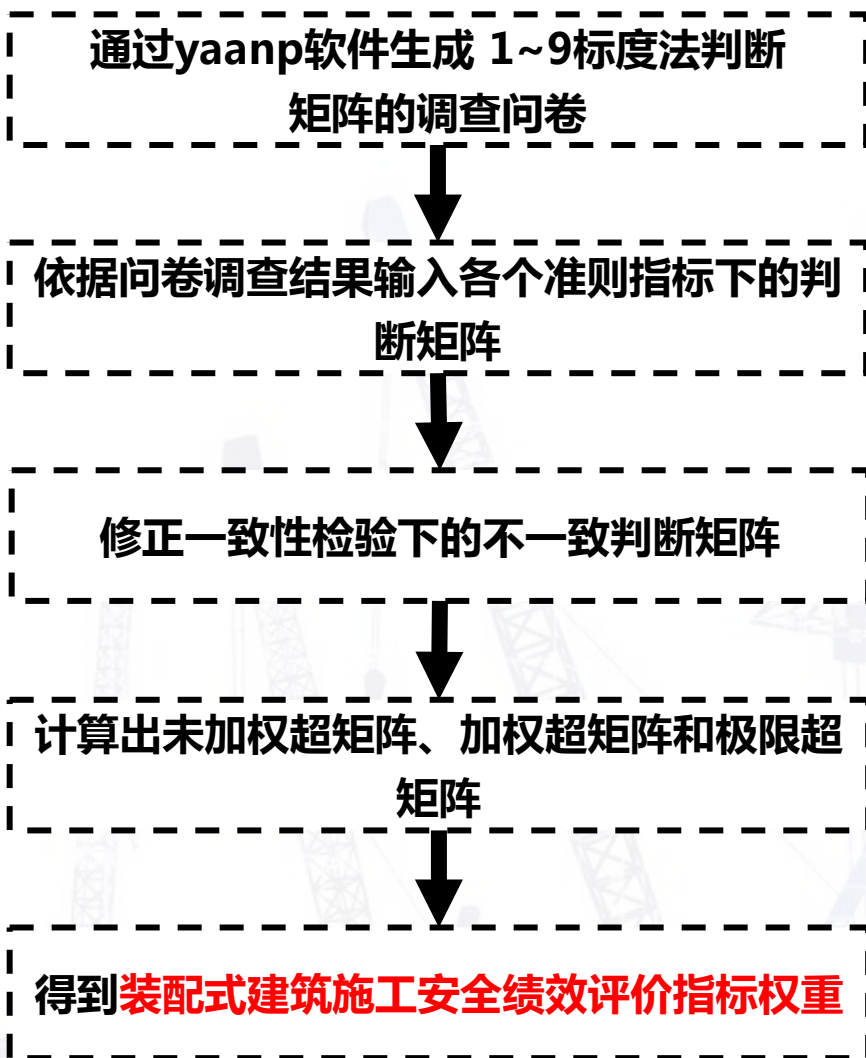 通过yaanp软件生成 1~9标度法判断
矩阵的调查问卷
依据问卷调查结果输入各个准则指标下的判
断矩阵
修正一致性检验下的不一致判断矩阵
计算出未加权超矩阵、加权超矩阵和极限超
矩阵
得到装配式建筑施工安全绩效评价指标权重